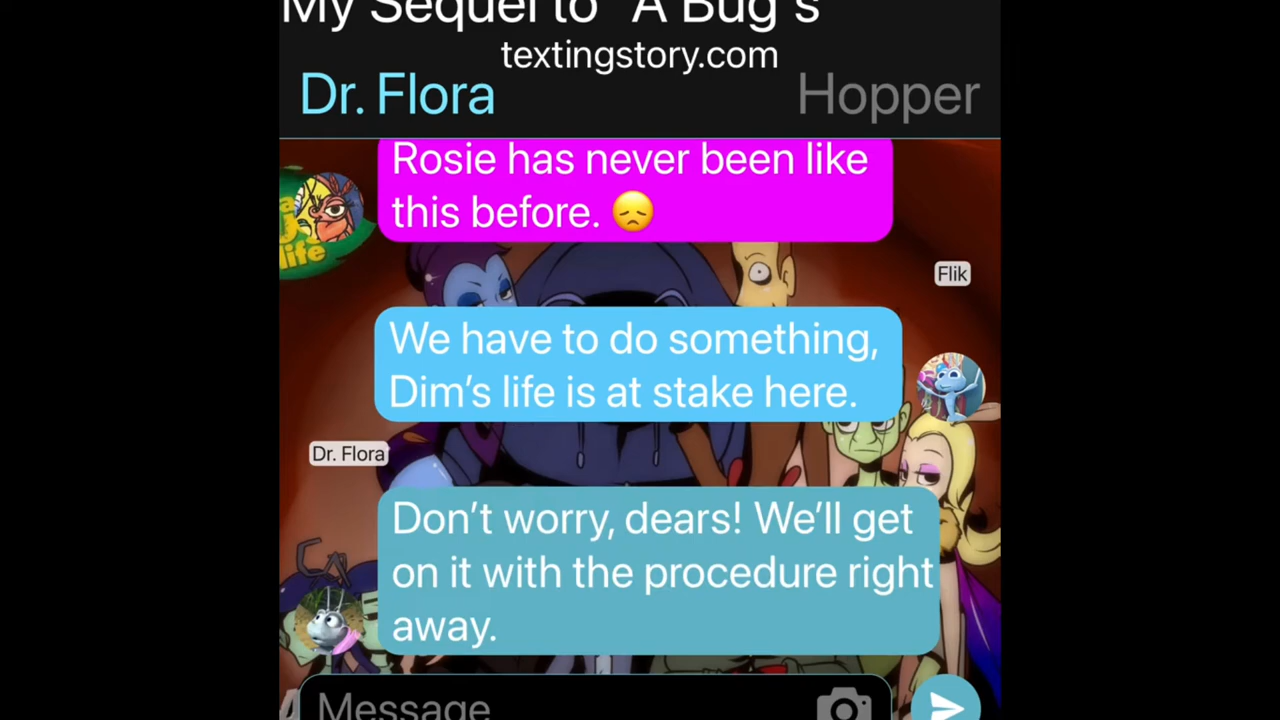 My Sequel to "A Bug's
textingstory.com
Dr. Flora
Hopper
Rosie has never been like
this before. 😞
life
Flik
We have to do something,
Dim's life is at stake here.
Dr. Flora
Don't worry, dears! We'll get
on it with the procedure right
away.
Message